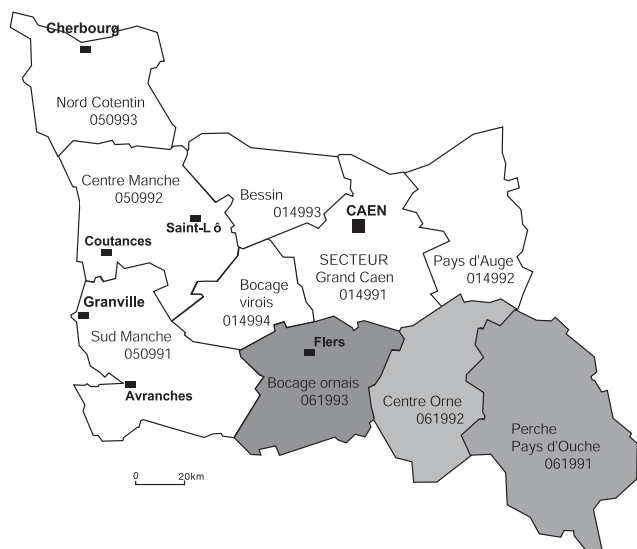 Cherbourg
Nord Cotentin
050993
Centre Manche
050992
Saint-L ô
Coutances
Bessin
014993
CAEN
SECTEUR
Grand Caen
014991
Pays d'Auge
014992
Bocage
virois
014994
Granville
Sud Manche
050991
Avranches
Flers
Bocage ornais
061993
Centre Orne
061992
Perche
Pays d'Ouche
061991
0 20km